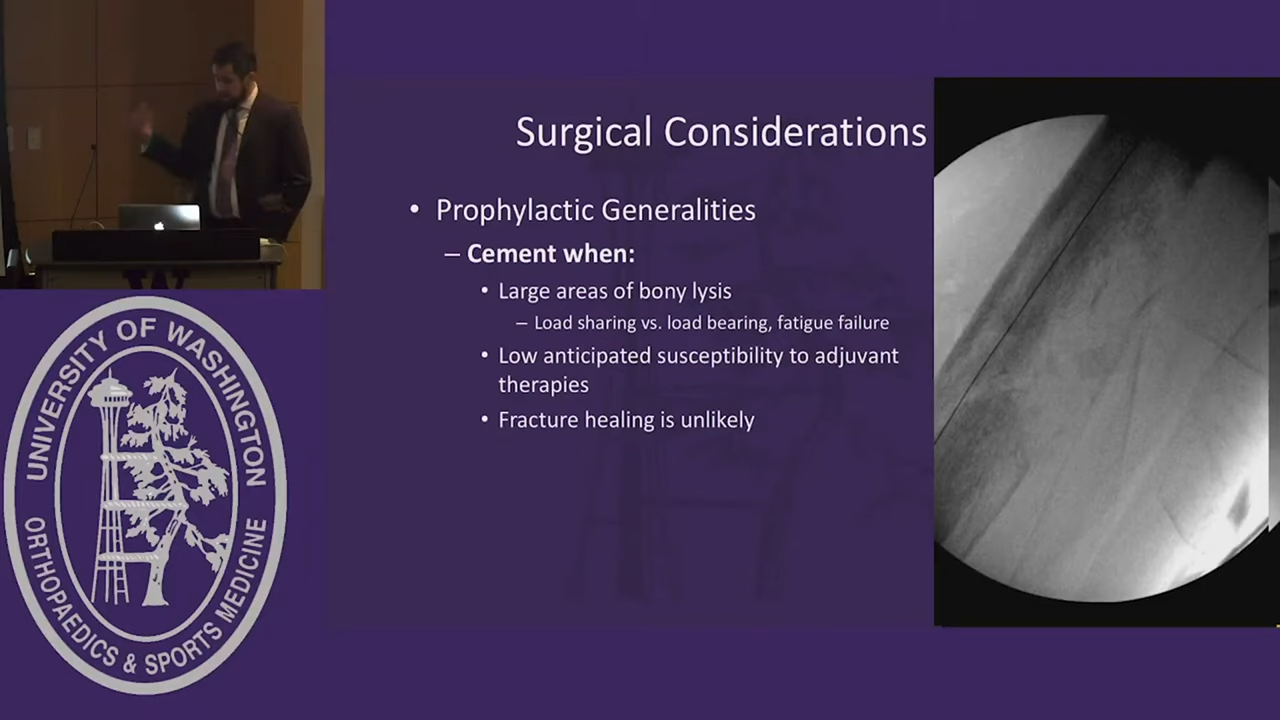 Surgical Considerations
• Prophylactic Generalities
– Cement when:
• Large areas of bony lysis
– Load sharing vs. load bearing, fatigue failure
• Low anticipated susceptibility to adjuvant
therapies
• Fracture healing is unlikely
UNIVERSITY OF WASHINGTON
ORTHOPAEDICS & SPORTS MEDICINE